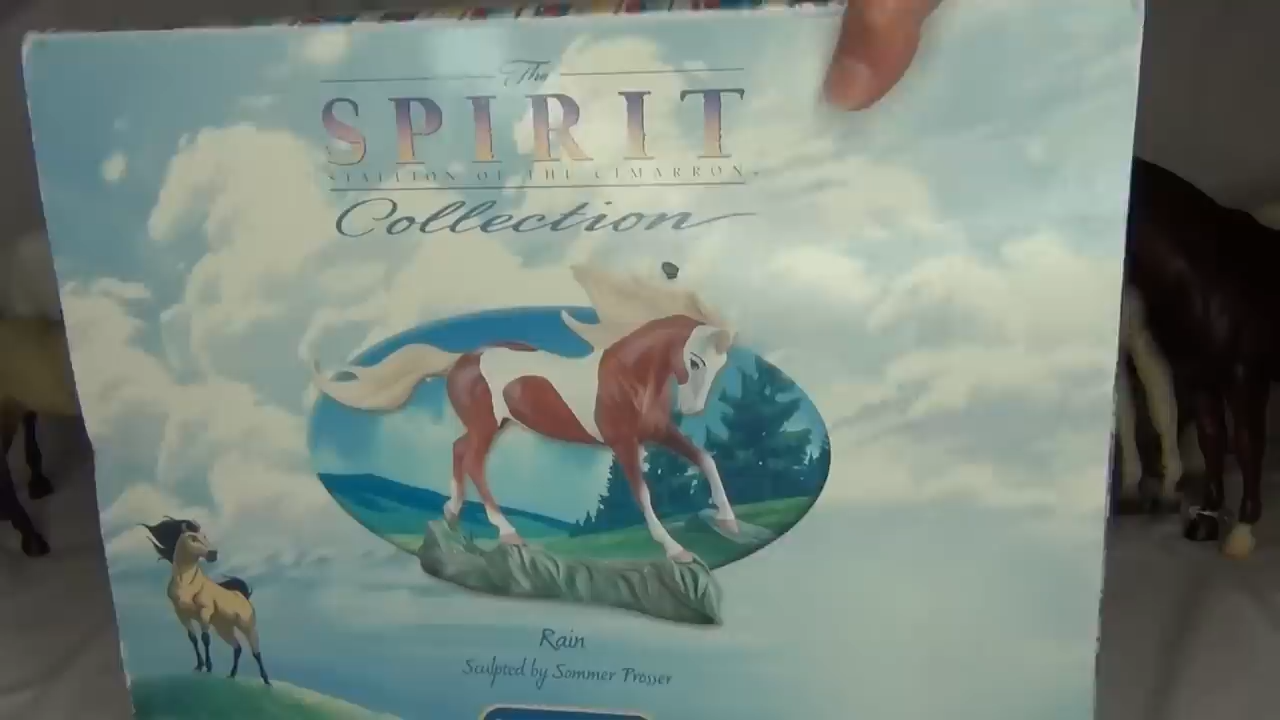 The
SPIRIT
STALLION OF THE CIMARRON
Collection
Rain
Sculpted by Sommer Prosser